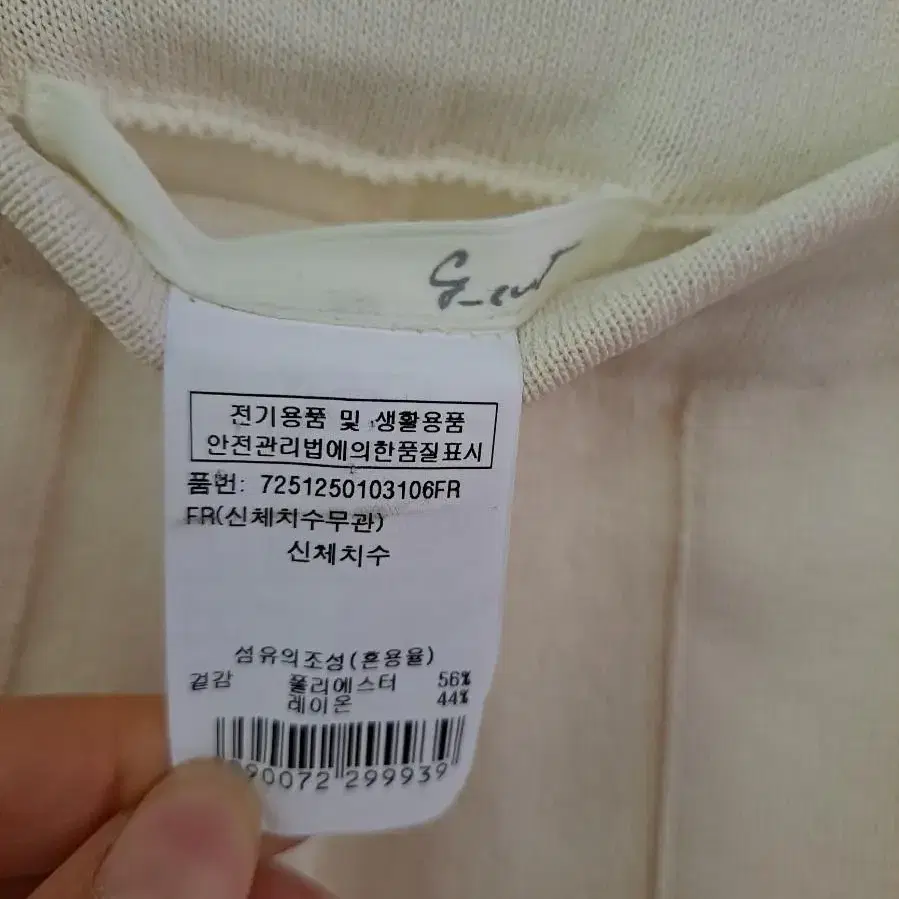 G_cut
전기용품 및 생활용품
안전관리법에의한품질표시
품번: 7251250103106FR
FR(신체치수무관)
신체치수
섬유의조성(혼용율)
겉감 폴리에스터 56%
레이온 44%
90072 299939